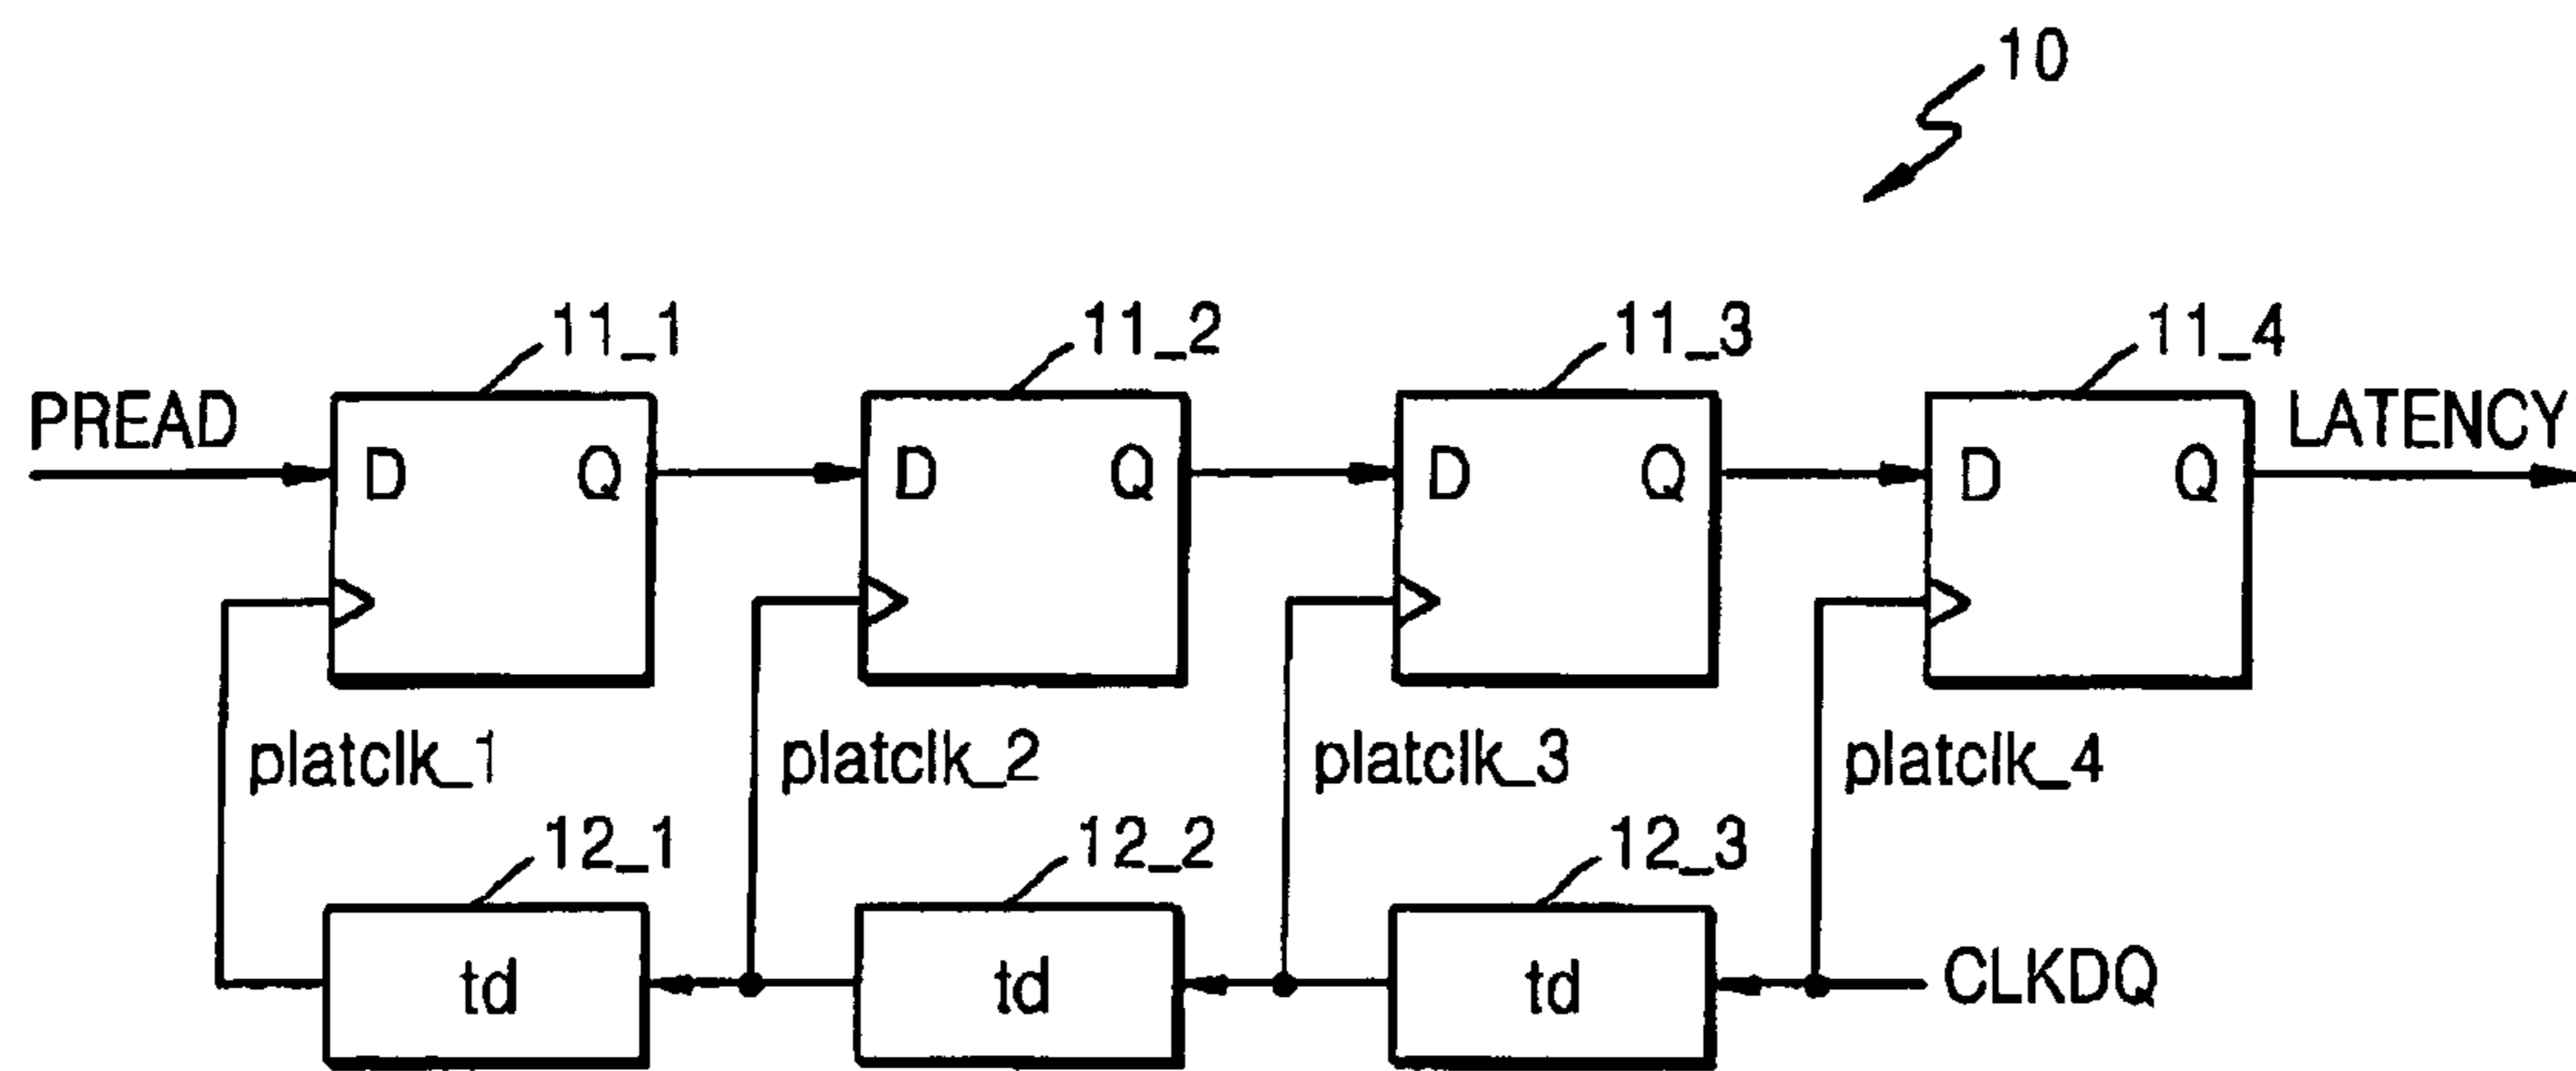 10
11_1 11_2 11_3 11_4
PREAD LATENCY
D Q D Q D Q D Q
platclk_1 platclk_2 platclk_3 platclk_4
12_1 12_2 12_3
td td td CLKDQ